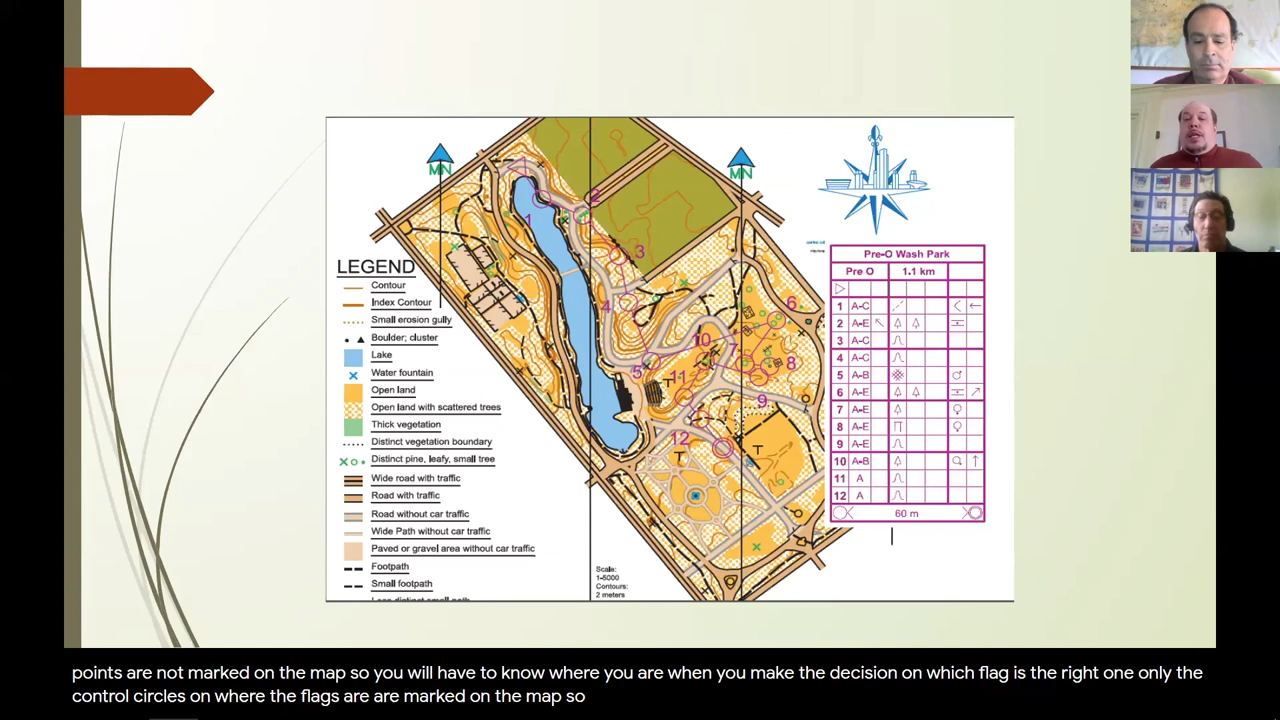 MN
MN
LEGEND
Contour
Index Contour
Small erosion gully
Boulder; cluster
Lake
Water fountain
Open land
Open land with scattered trees
Thick vegetation
Distinct vegetation boundary
Distinct pine, leafy, small tree
Wide road with traffic
Road with traffic
Road without car traffic
Wide Path without car traffic
Paved or gravel area without car traffic
Footpath
Small footpath
1
2
3
4
5
6
7
8
9
10
11
12
Scale:
1-5000
Contours:
2 meters
Pre-O Wash Park
Pre O 1.1 km
1 A-C
2 A-E
3 A-C
4 A-C
5 A-B
6 A-E
7 A-E
8 A-E
9 A-E
10 A-B
11 A
12 A
60 m
points are not marked on the map so you will have to know where you are when you make the decision on which flag is the right one only the
control circles on where the flags are are marked on the map so